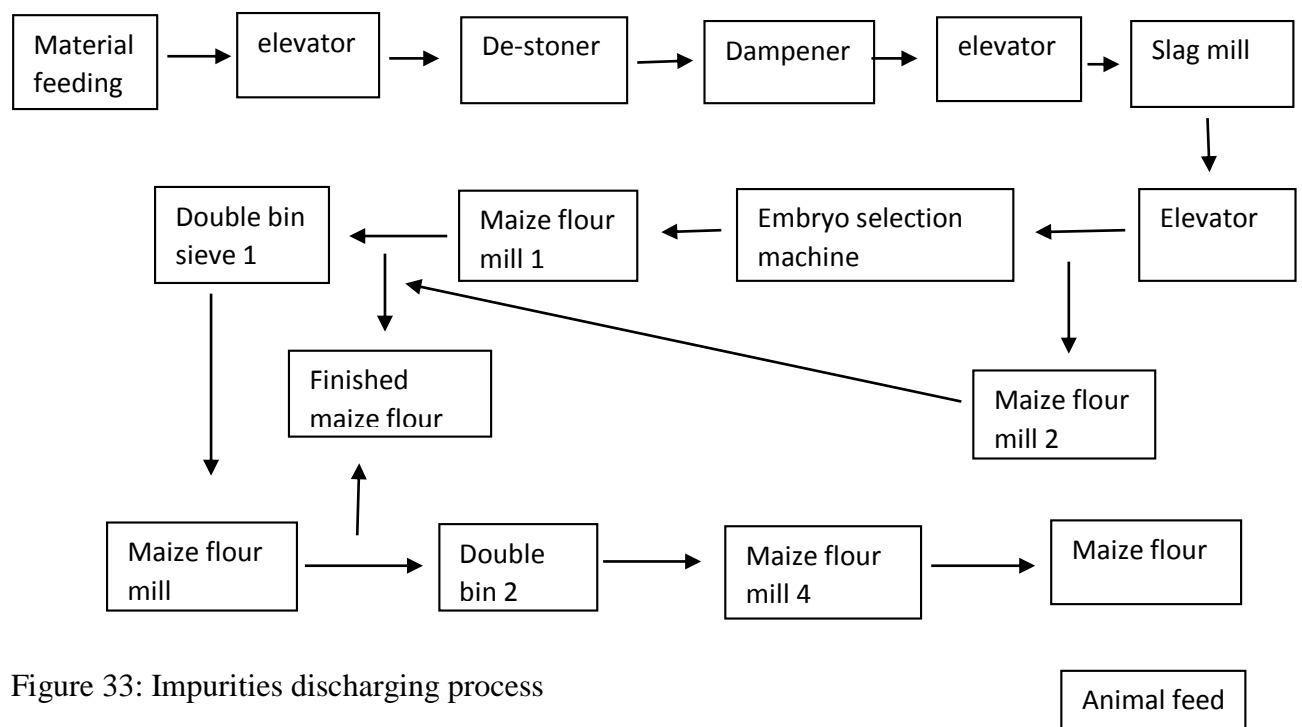 Material
feeding
elevator
De-stoner
Dampener
elevator
Slag mill
Elevator
Embryo selection
machine
Maize flour
mill 1
Double bin
sieve 1
Finished
maize flour
Maize flour
mill 2
Maize flour
mill
Double
bin 2
Maize flour
mill 4
Maize flour
Animal feed
Figure 33: Impurities discharging process